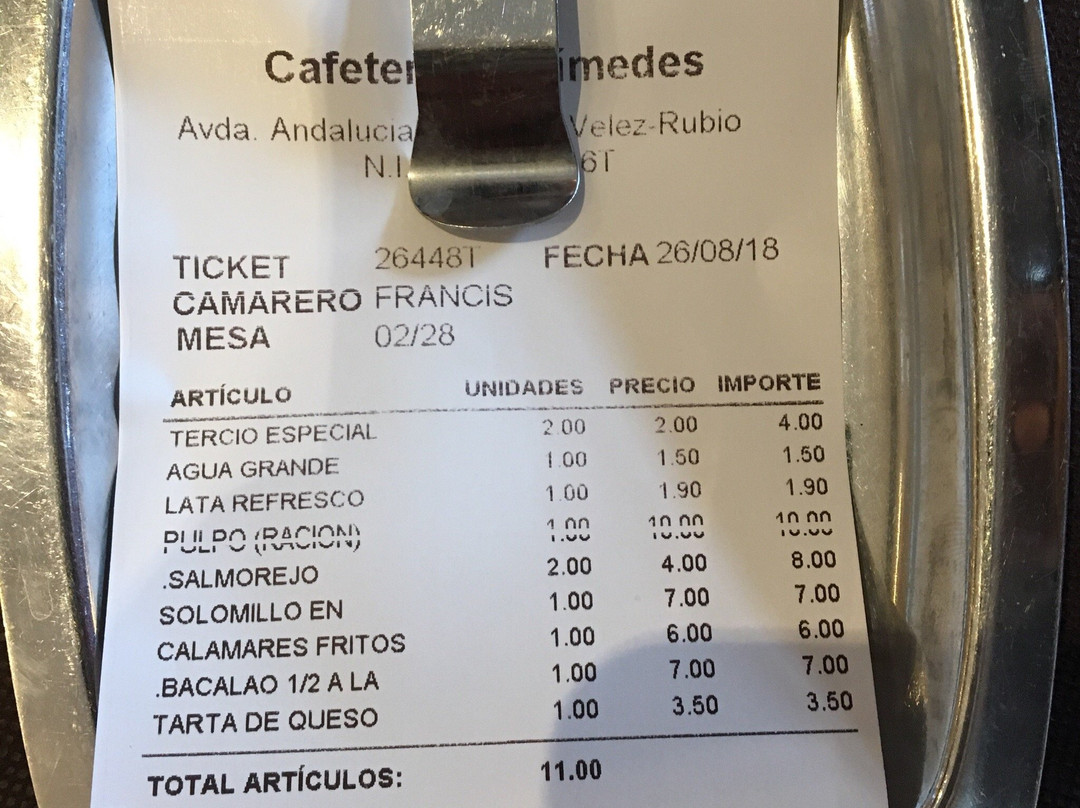 Cafeter ímedes
Avda. Andalucia Velez-Rubio
N.I. 6T
TICKET 26448T FECHA 26/08/18
CAMARERO FRANCIS
MESA 02/28
ARTÍCULO UNIDADES PRECIO IMPORTE
TERCIO ESPECIAL 2.00 2.00 4.00
AGUA GRANDE 1.00 1.50 1.50
LATA REFRESCO 1.00 1.90 1.90
PULPO (RACION) 1.00 10.00 10.00
.SALMOREJO 2.00 4.00 8.00
SOLOMILLO EN 1.00 7.00 7.00
CALAMARES FRITOS 1.00 6.00 6.00
.BACALAO 1/2 A LA 1.00 7.00 7.00
TARTA DE QUESO 1.00 3.50 3.50
TOTAL ARTÍCULOS: 11.00